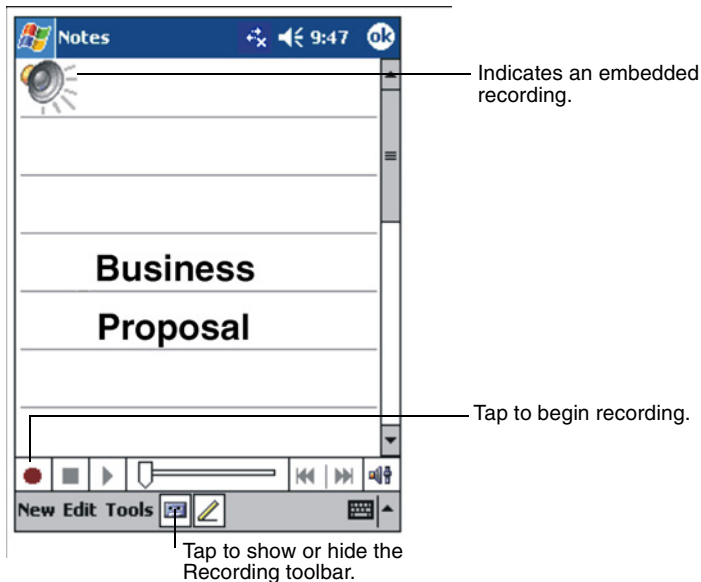 Notes 9:47 ok
Indicates an embedded
recording.
Business
Proposal
Tap to begin recording.
New Edit Tools
Tap to show or hide the
Recording toolbar.